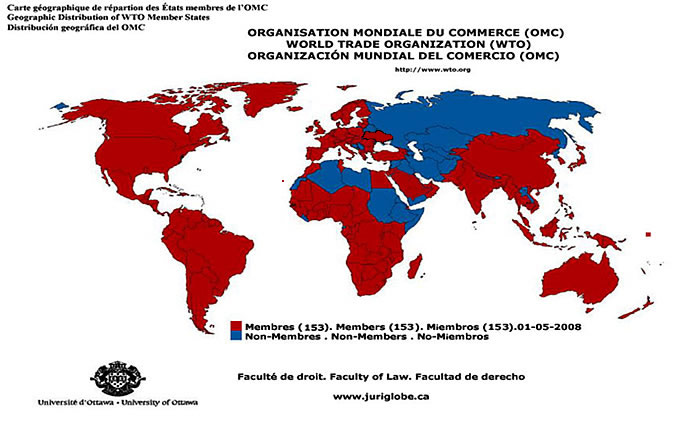 Carte géographique de répartion des États membres de l'OMC
Geographic Distribution of WTO Member States
Distribución geográfica del OMC
ORGANISATION MONDIALE DU COMMERCE (OMC)
WORLD TRADE ORGANIZATION (WTO)
ORGANIZACIÓN MUNDIAL DEL COMERCIO (OMC)
http://www.wto.org
Membres (153). Members (153). Miembros (153).01-05-2008
Non-Membres . Non-Members . No-Miembros
Faculté de droit. Faculty of Law. Facultad de derecho
www.juriglobe.ca
Université d'Ottawa • University of Ottawa